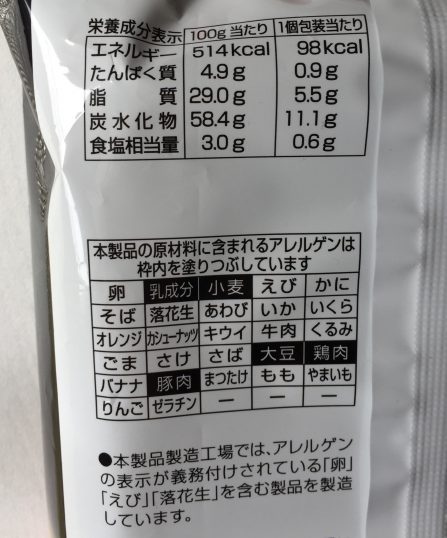 栄養成分表示 100g当たり 1個包装当たり
エネルギー 514kcal 98kcal
たんぱく質 4.9g 0.9g
脂質 29.0g 5.5g
炭水化物 58.4g 11.1g
食塩相当量 3.0g 0.6g
本製品の原材料に含まれるアレルゲンは
枠内を塗りつぶしています
卵 乳成分 小麦 えび かに
そば 落花生 あわび いか いくら
オレンジ カシューナッツ キウイ 牛肉 くるみ
ごま さけ さば 大豆 鶏肉
バナナ 豚肉 まつたけ もも やまいも
りんご ゼラチン ー ー ー
●本製品製造工場では、アレルゲン
の表示が義務付けされている「卵」
「えび」「落花生」を含む製品を製造
しています。